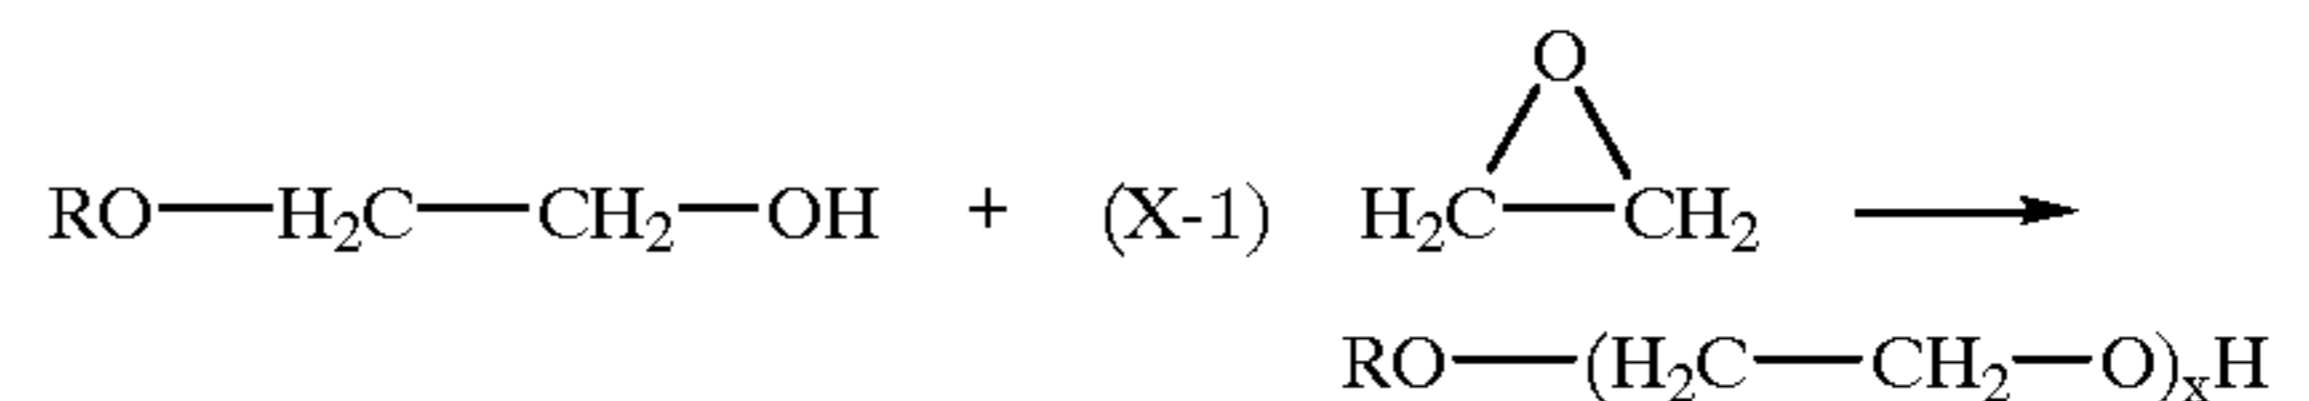 O
RO—H₂C—CH₂—OH + (X-1) H₂C—CH₂ →
RO—(H₂C—CH₂—O)ₓH